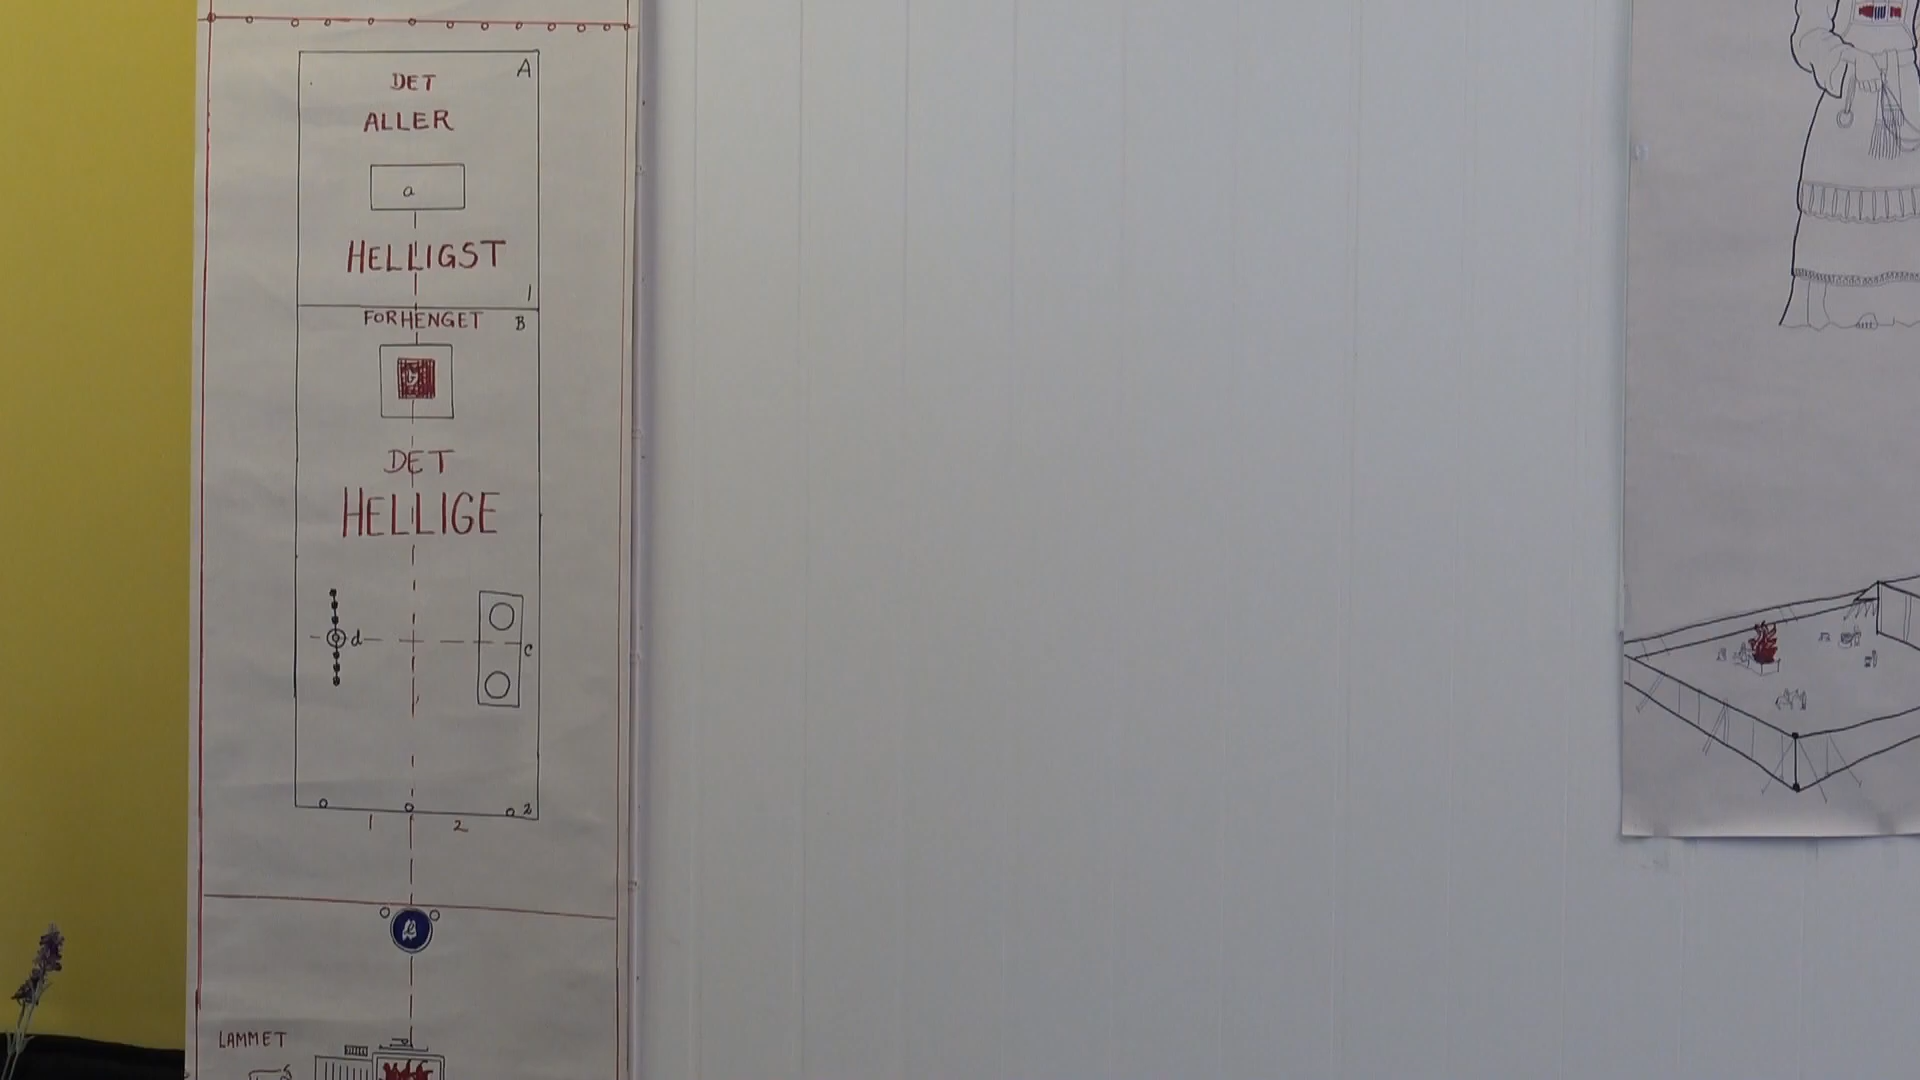 A
DET
ALLER
a
HELLIGST
1
FORHENGET B
b
DET
HELLIGE
d
c
2
1 2
e
LAMMET